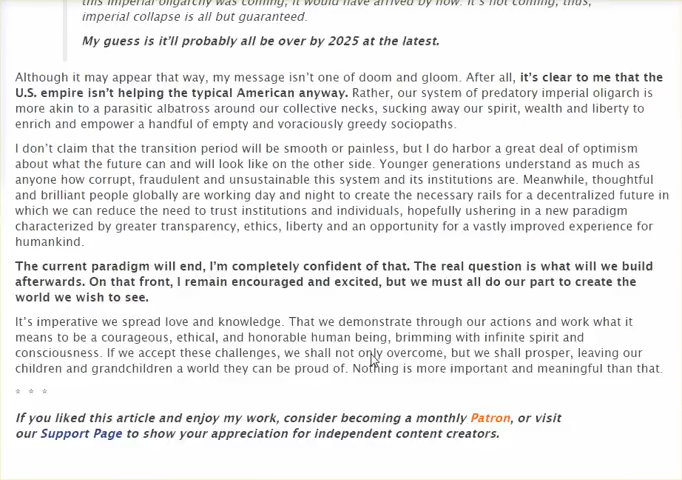 this imperial oligarchy was coming, it would have arrived by now. It's not coming, thus,
imperial collapse is all but guaranteed.
My guess is it'll probably all be over by 2025 at the latest.
Although it may appear that way, my message isn't one of doom and gloom. After all, it's clear to me that the
U.S. empire isn't helping the typical American anyway. Rather, our system of predatory imperial oligarch is
more akin to a parasitic albatross around our collective necks, sucking away our spirit, wealth and liberty to
enrich and empower a handful of empty and voraciously greedy sociopaths.
I don't claim that the transition period will be smooth or painless, but I do harbor a great deal of optimism
about what the future can and will look like on the other side. Younger generations understand as much as
anyone how corrupt, fraudulent and unsustainable this system and its institutions are. Meanwhile, thoughtful
and brilliant people globally are working day and night to create the necessary rails for a decentralized future in
which we can reduce the need to trust institutions and individuals, hopefully ushering in a new paradigm
characterized by greater transparency, ethics, liberty and an opportunity for a vastly improved experience for
humankind.
The current paradigm will end, I'm completely confident of that. The real question is what will we build
afterwards. On that front, I remain encouraged and excited, but we must all do our part to create the
world we wish to see.
It's imperative we spread love and knowledge. That we demonstrate through our actions and work what it
means to be a courageous, ethical, and honorable human being, brimming with infinite spirit and
consciousness. If we accept these challenges, we shall not only overcome, but we shall prosper, leaving our
children and grandchildren a world they can be proud of. Nothing is more important and meaningful than that.
* * *
If you liked this article and enjoy my work, consider becoming a monthly Patron, or visit
our Support Page to show your appreciation for independent content creators.